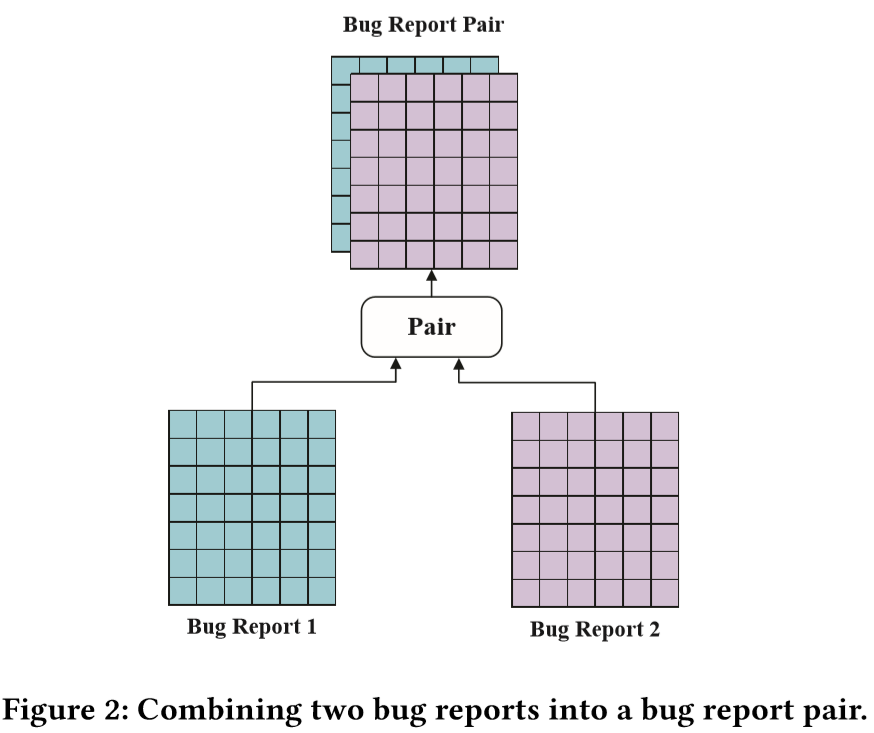 Bug Report Pair
Pair
Bug Report 1
Bug Report 2
Figure 2: Combining two bug reports into a bug report pair.